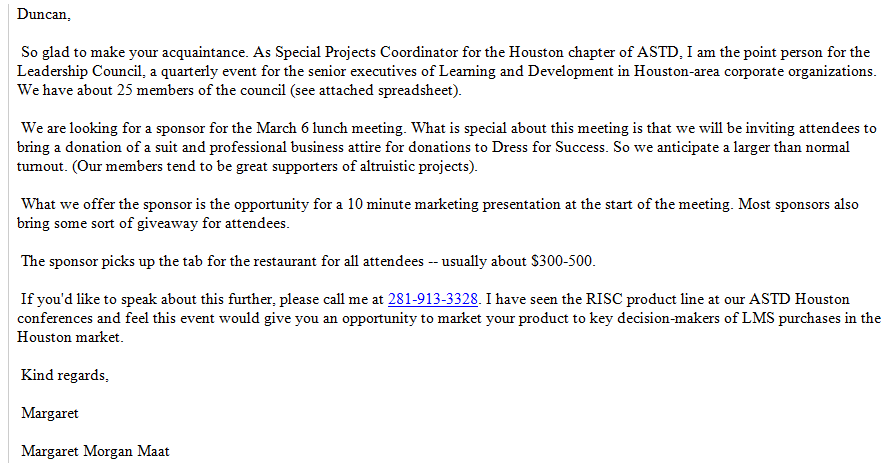 Duncan,
So glad to make your acquaintance. As Special Projects Coordinator for the Houston chapter of ASTD, I am the point person for the
Leadership Council, a quarterly event for the senior executives of Learning and Development in Houston-area corporate organizations.
We have about 25 members of the council (see attached spreadsheet).
We are looking for a sponsor for the March 6 lunch meeting. What is special about this meeting is that we will be inviting attendees to
bring a donation of a suit and professional business attire for donations to Dress for Success. So we anticipate a larger than normal
turnout. (Our members tend to be great supporters of altruistic projects).
What we offer the sponsor is the opportunity for a 10 minute marketing presentation at the start of the meeting. Most sponsors also
bring some sort of giveaway for attendees.
The sponsor picks up the tab for the restaurant for all attendees -- usually about $300-500.
If you'd like to speak about this further, please call me at 281-913-3328. I have seen the RISC product line at our ASTD Houston
conferences and feel this event would give you an opportunity to market your product to key decision-makers of LMS purchases in the
Houston market.
Kind regards,
Margaret
Margaret Morgan Maat